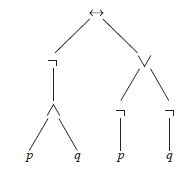 ↔
¬ ∨
∧ ¬ ¬
p q p q